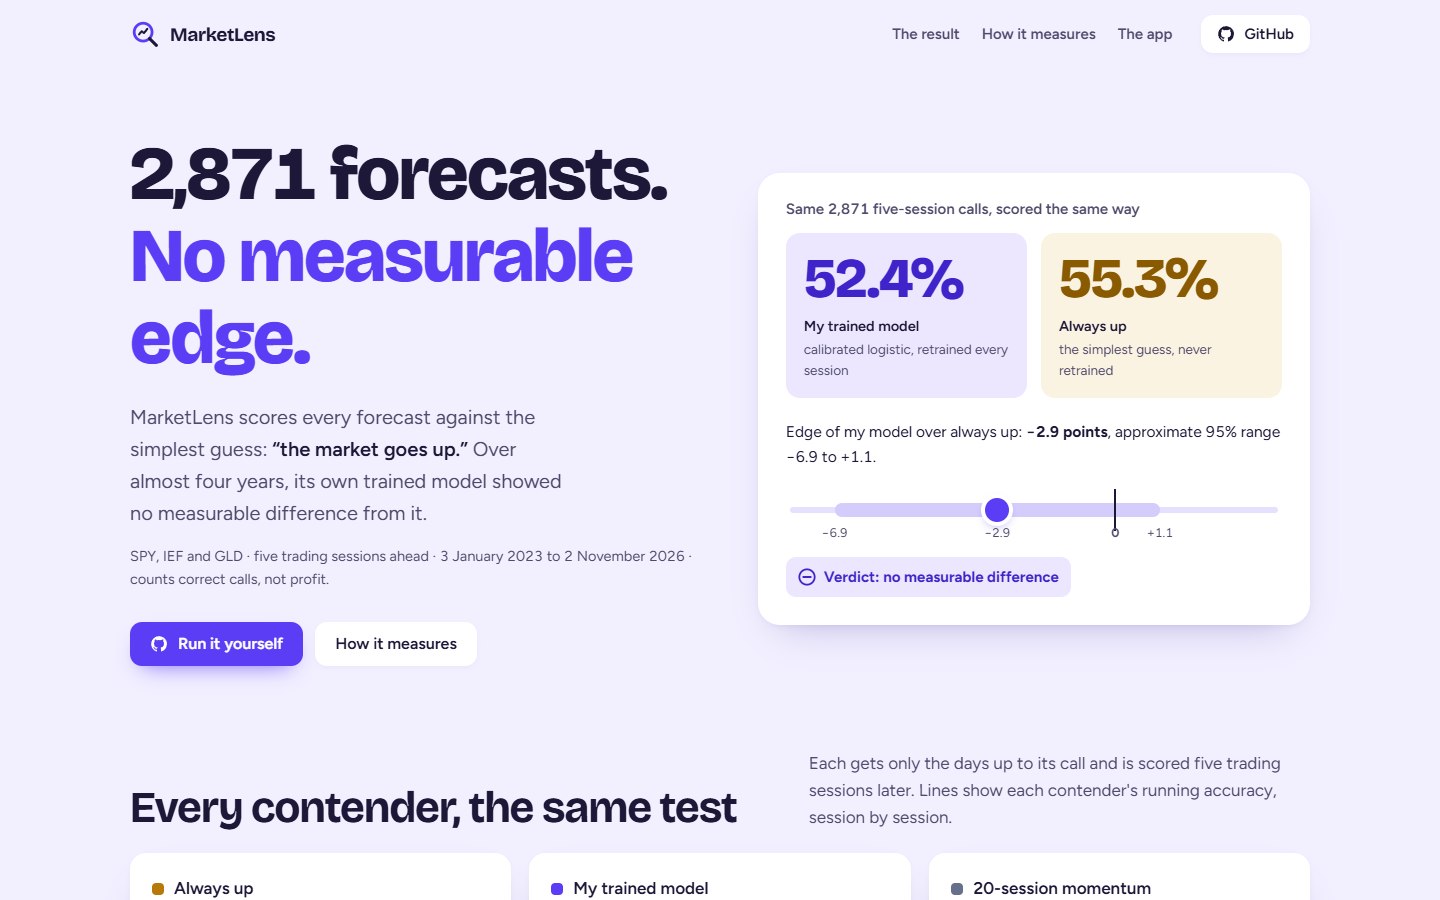 MarketLens
The result
How it measures
The app
GitHub
2,871 forecasts.
No measurable
edge.
MarketLens scores every forecast against the
simplest guess: “the market goes up.” Over
almost four years, its own trained model showed
no measurable difference from it.
SPY, IEF and GLD · five trading sessions ahead · 3 January 2023 to 2 November 2026 ·
counts correct calls, not profit.
Run it yourself
How it measures
Same 2,871 five-session calls, scored the same way
52.4%
My trained model
calibrated logistic, retrained every
session
55.3%
Always up
the simplest guess, never
retrained
Edge of my model over always up: −2.9 points, approximate 95% range
−6.9 to +1.1.
−6.9
−2.9
0
+1.1
Verdict: no measurable difference
Every contender, the same test
Each gets only the days up to its call and is scored five trading
sessions later. Lines show each contender's running accuracy,
session by session.
Always up
My trained model
20-session momentum